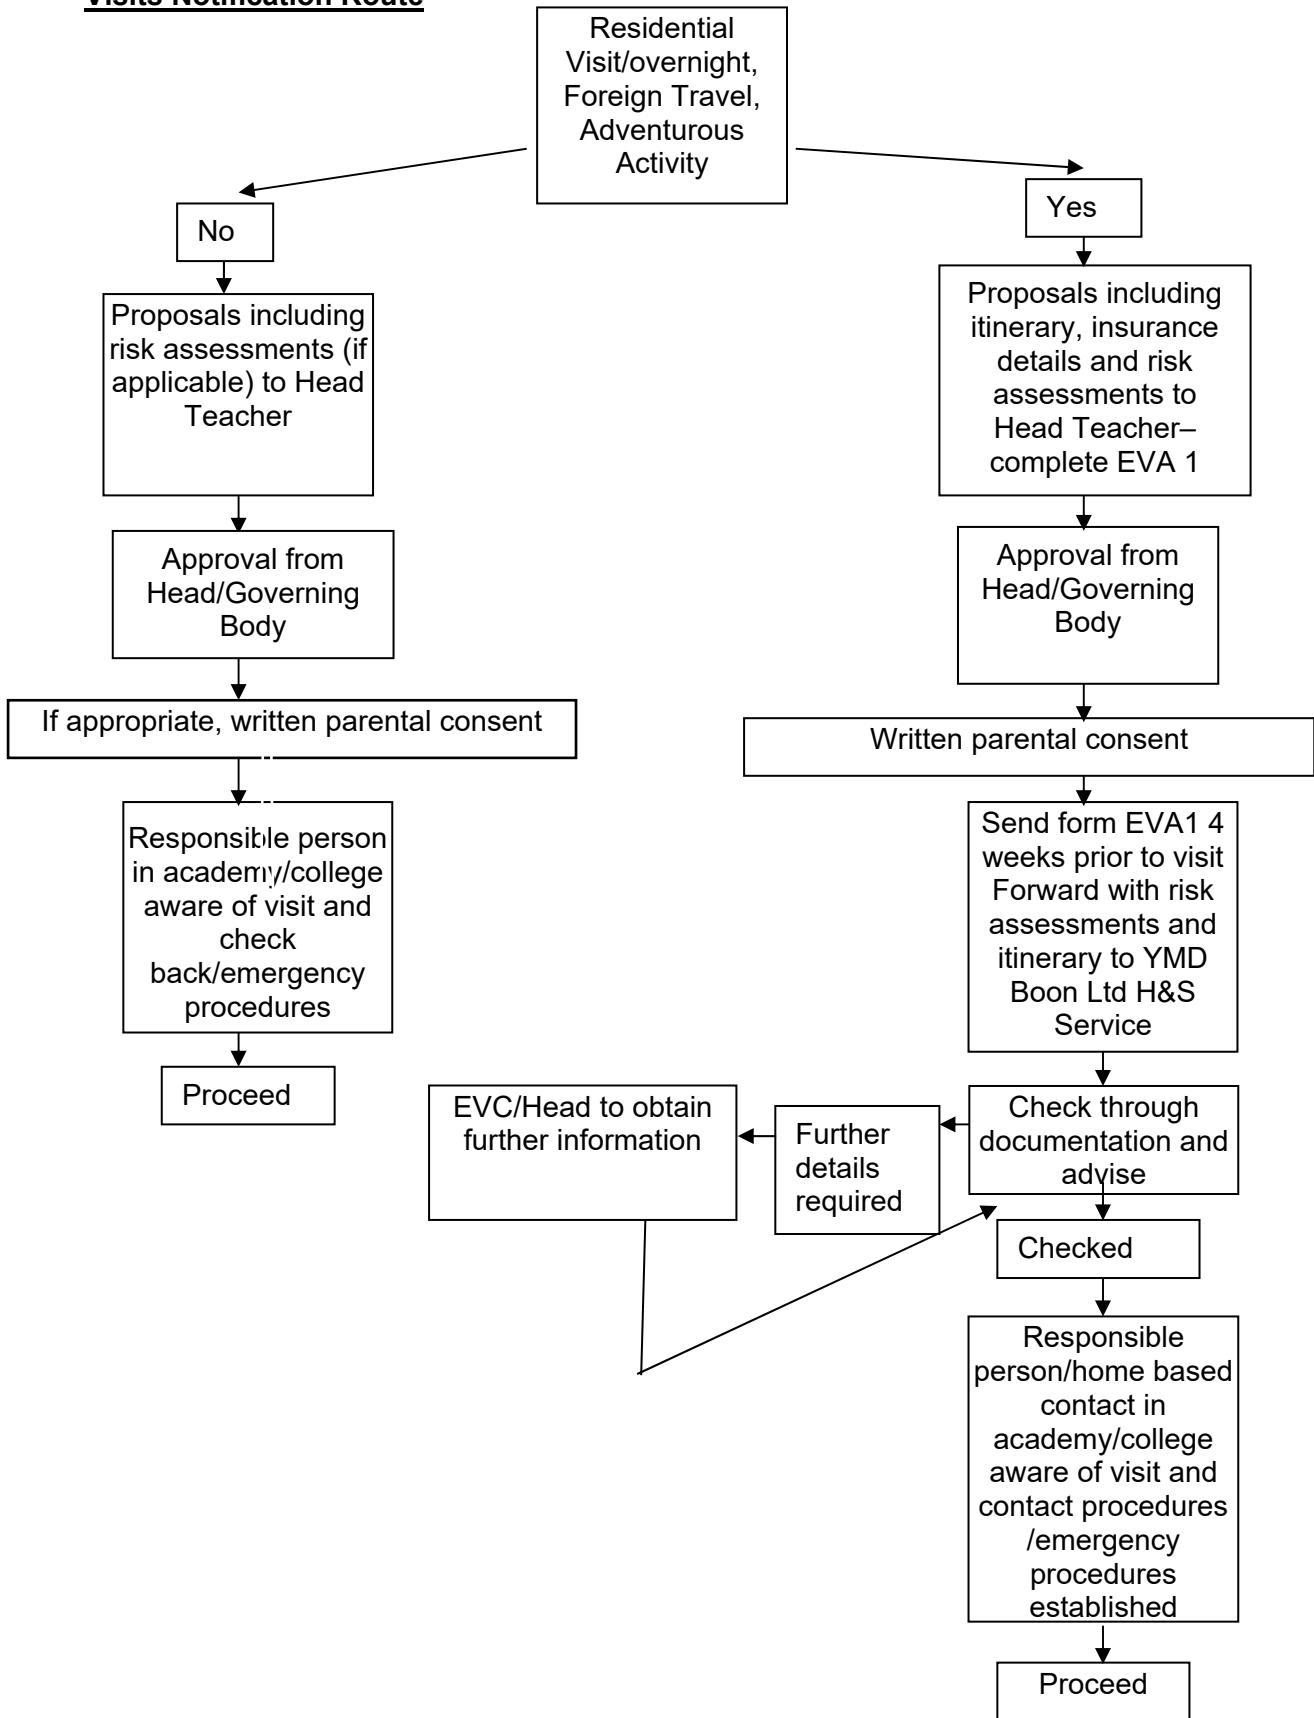 Visits Notification Route
Residential
Visit/overnight,
Foreign Travel,
Adventurous
Activity
No
Proposals including
risk assessments (if
applicable) to Head
Teacher
Approval from
Head/Governing
Body
If appropriate, written parental consent
Responsible person
in academy/college
aware of visit and
check
back/emergency
procedures
Proceed
Yes
Proposals including
itinerary, insurance
details and risk
assessments to
Head Teacher–
complete EVA 1
Approval from
Head/Governing
Body
Written parental consent
Send form EVA1 4
weeks prior to visit
Forward with risk
assessments and
itinerary to YMD
Boon Ltd H&S
Service
Check through
documentation and
advise
Further
details
required
EVC/Head to obtain
further information
Checked
Responsible
person/home based
contact in
academy/college
aware of visit and
contact procedures
/emergency
procedures
established
Proceed